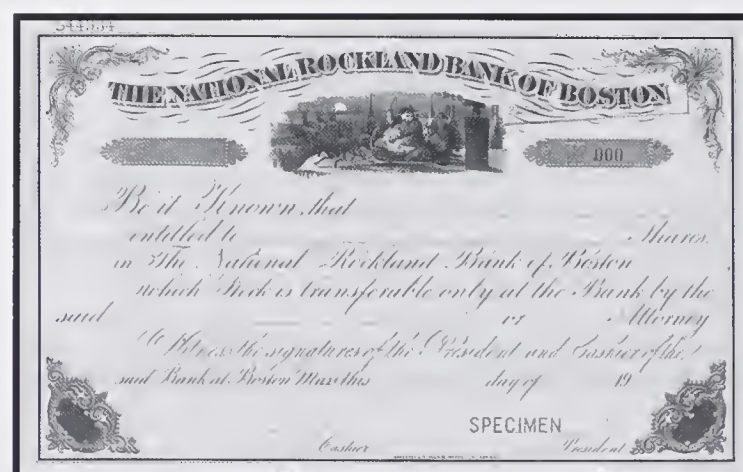 344334
THE NATIONAL ROCKLAND BANK OF BOSTON
000
Be it Known that
entitled to Shares
in The National Rockland Bank of Boston
which Stock is transferable only at the Bank by the
said or Attorney
Witness the signatures of the President and Cashier of the
said Bank at Boston Mass this day of 19
SPECIMEN
Cashier President